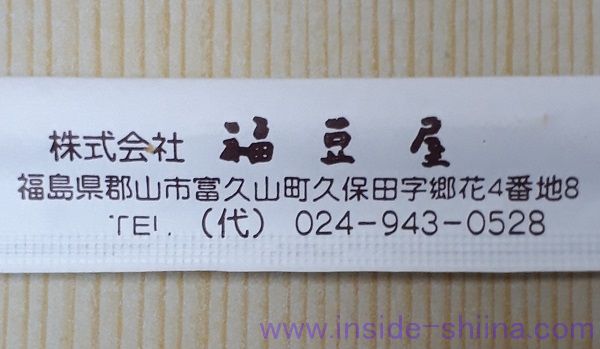 株式会社 福豆屋
福島県郡山市富久山町久保田字郷花4番地8
TEL.（代）024-943-0528
www.inside-shiina.com